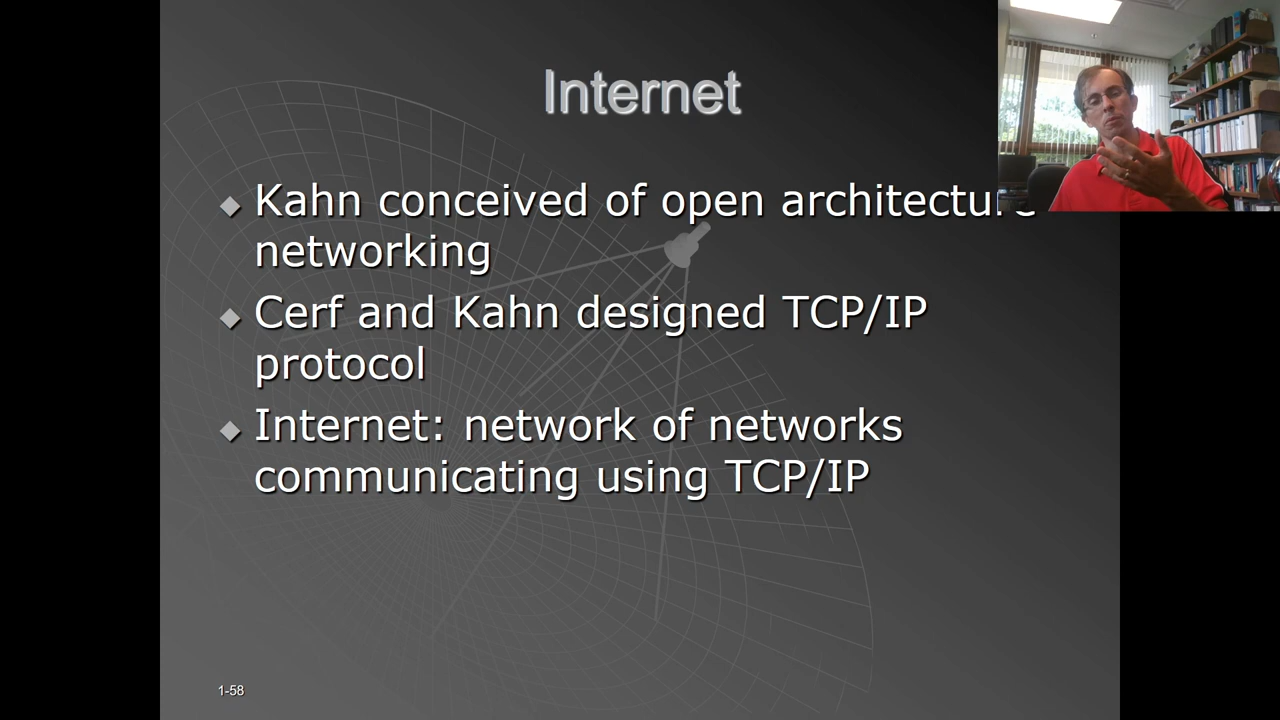 Internet
Kahn conceived of open architecture
networking
Cerf and Kahn designed TCP/IP
protocol
Internet: network of networks
communicating using TCP/IP
1-58